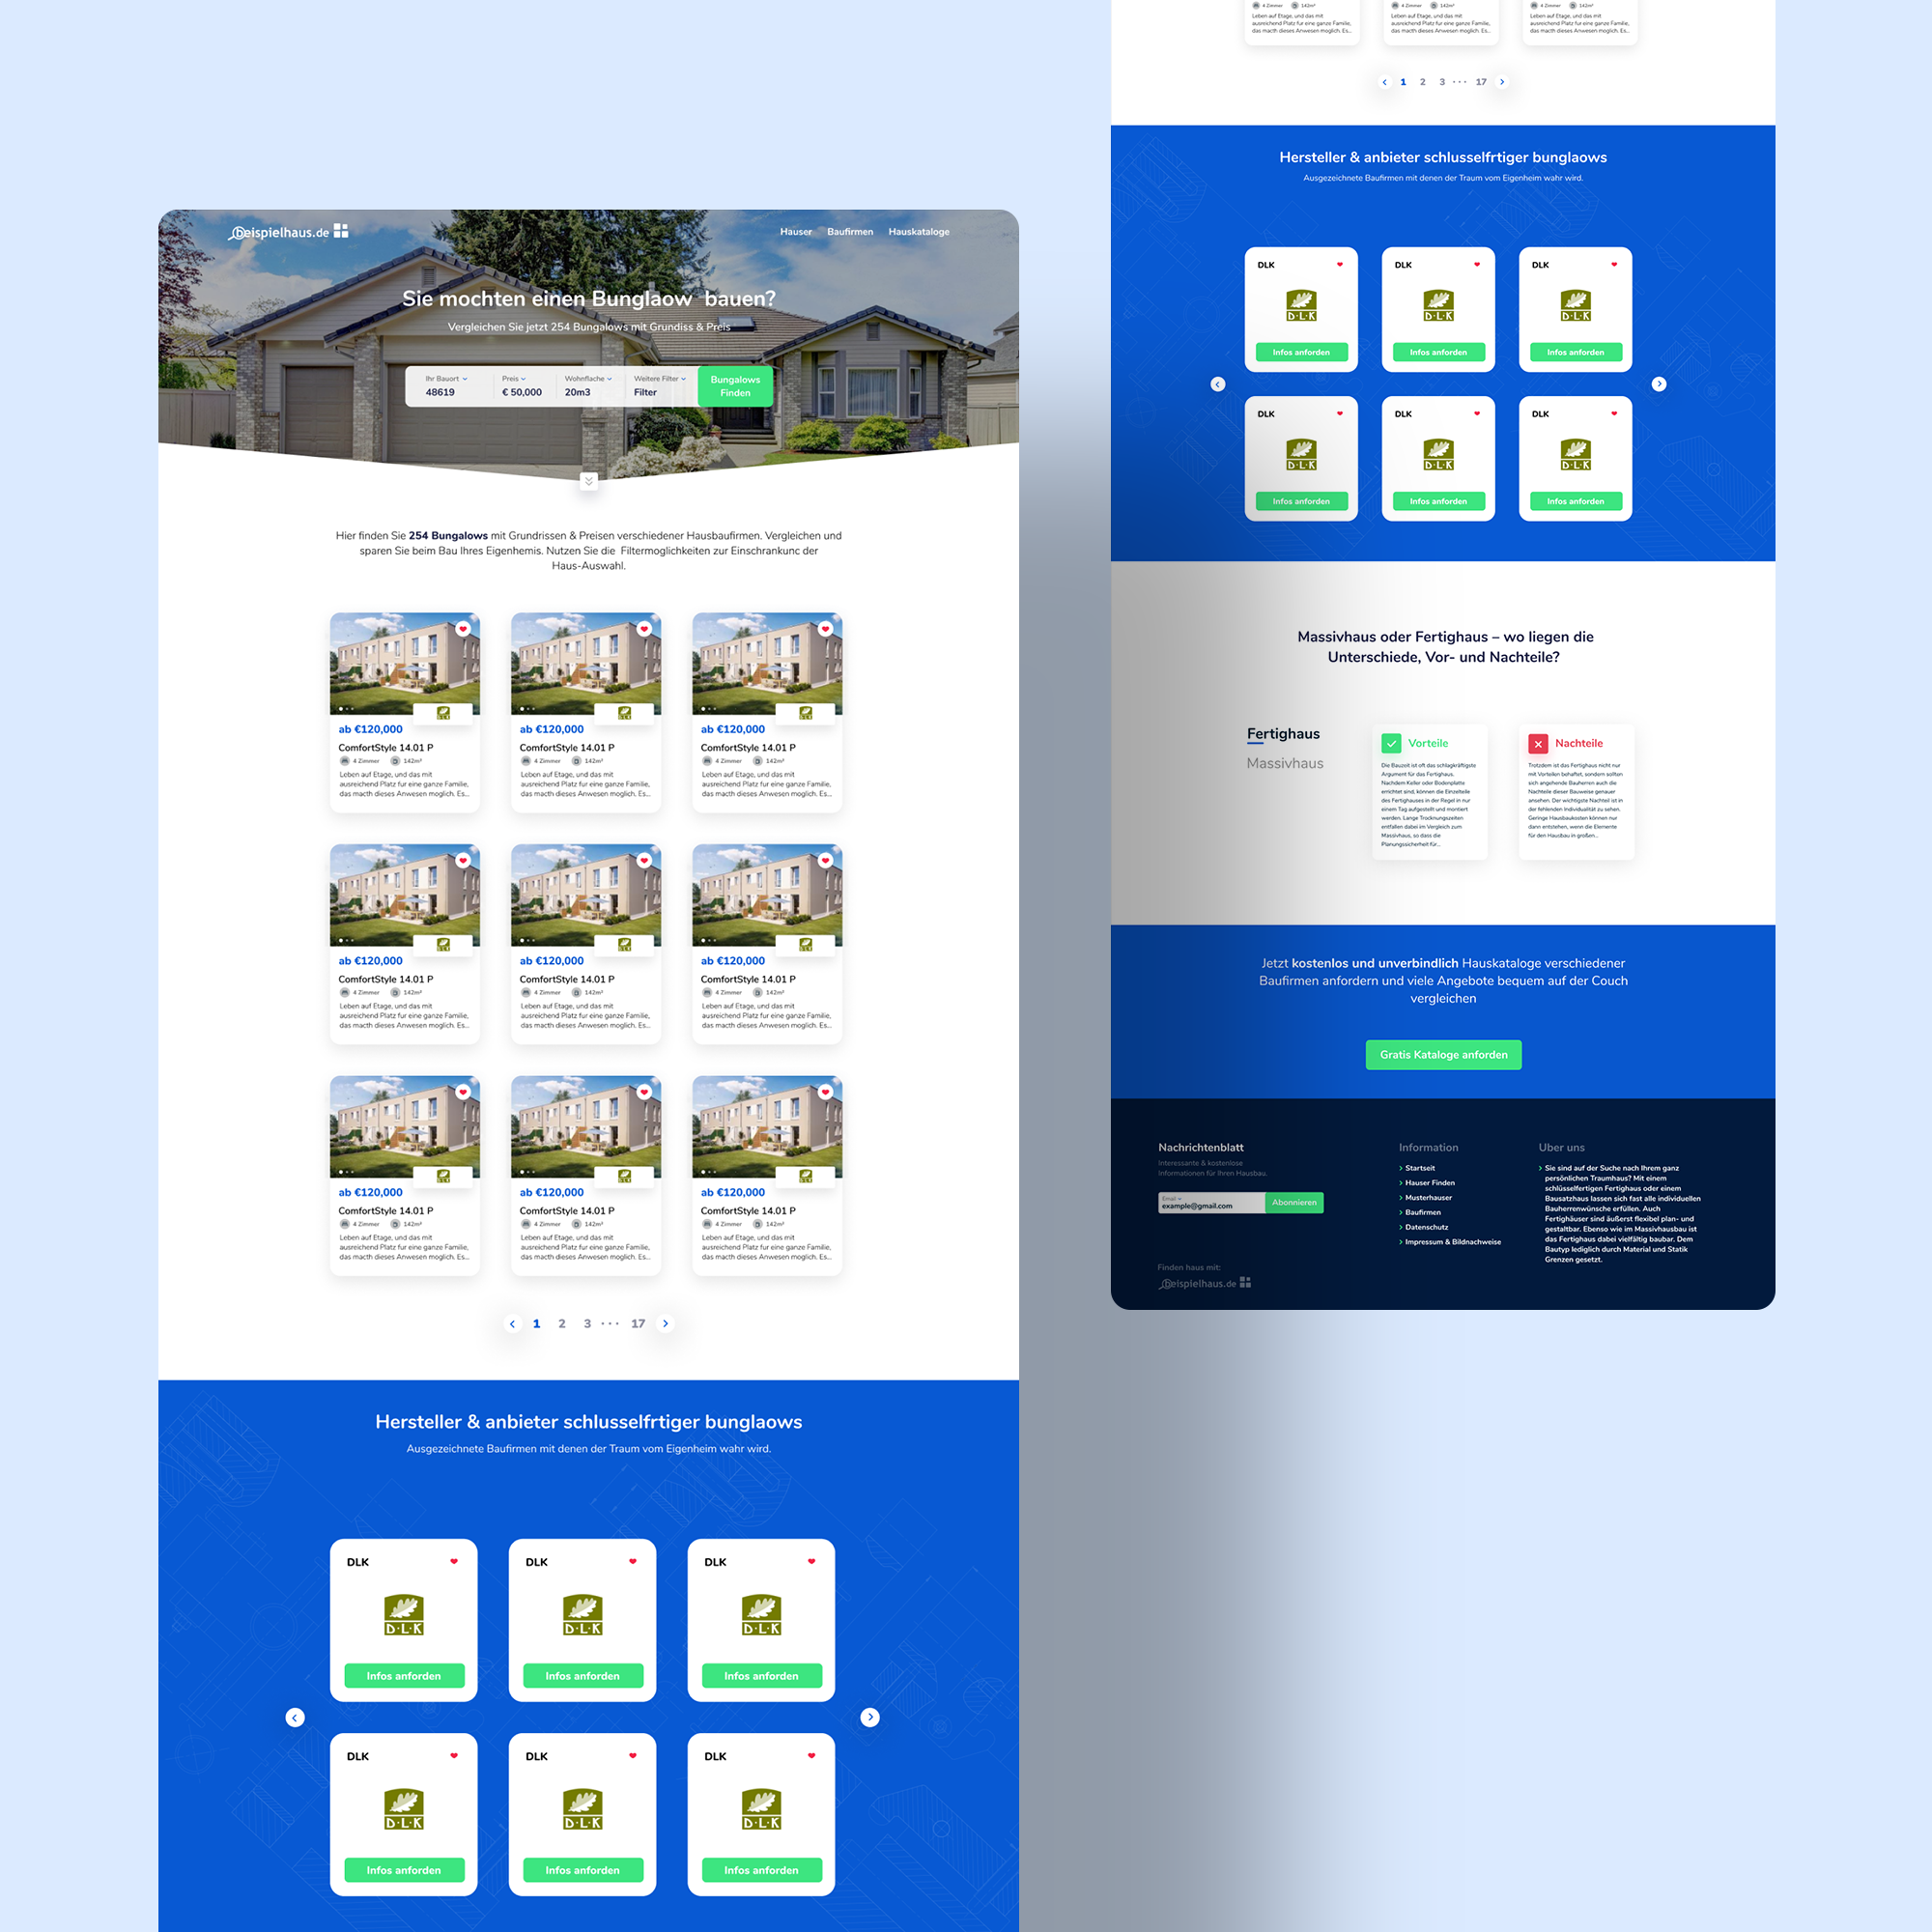 beispielhaus.de
Hauser Baufirmen Hauskataloge
Sie mochten einen Bunglaow bauen?
Vergleichen Sie jetzt 254 Bungalows mit Grundiss & Preis
Ihr Bauort Preis Wohnflache Weitere Filter
48619 € 50,000 20m3 Filter
Bungalows
Finden
Hier finden Sie 254 Bungalows mit Grundrissen & Preisen verschiedener Hausbaufirmen. Vergleichen und
sparen Sie beim Bau Ihres Eigenhemis. Nutzen Sie die Filtermoglichkeiten zur Einschrankunc der
Haus-Auswahl.
DLK DLK DLK
ab €120,000 ab €120,000 ab €120,000
ComfortStyle 14.01 P ComfortStyle 14.01 P ComfortStyle 14.01 P
4 Zimmer 142m² 4 Zimmer 142m² 4 Zimmer 142m²
Leben auf Etage, und das mit Leben auf Etage, und das mit Leben auf Etage, und das mit
ausreichend Platz fur eine ganze Familie, ausreichend Platz fur eine ganze Familie, ausreichend Platz fur eine ganze Familie,
das macth dieses Anwesen moglich. Es... das macth dieses Anwesen moglich. Es... das macth dieses Anwesen moglich. Es...
DLK DLK DLK
ab €120,000 ab €120,000 ab €120,000
ComfortStyle 14.01 P ComfortStyle 14.01 P ComfortStyle 14.01 P
4 Zimmer 142m² 4 Zimmer 142m² 4 Zimmer 142m²
Leben auf Etage, und das mit Leben auf Etage, und das mit Leben auf Etage, und das mit
ausreichend Platz fur eine ganze Familie, ausreichend Platz fur eine ganze Familie, ausreichend Platz fur eine ganze Familie,
das macth dieses Anwesen moglich. Es... das macth dieses Anwesen moglich. Es... das macth dieses Anwesen moglich. Es...
DLK DLK DLK
ab €120,000 ab €120,000 ab €120,000
ComfortStyle 14.01 P ComfortStyle 14.01 P ComfortStyle 14.01 P
4 Zimmer 142m² 4 Zimmer 142m² 4 Zimmer 142m²
Leben auf Etage, und das mit Leben auf Etage, und das mit Leben auf Etage, und das mit
ausreichend Platz fur eine ganze Familie, ausreichend Platz fur eine ganze Familie, ausreichend Platz fur eine ganze Familie,
das macth dieses Anwesen moglich. Es... das macth dieses Anwesen moglich. Es... das macth dieses Anwesen moglich. Es...
1 2 3 ... 17
Hersteller & anbieter schlusselfrtiger bunglaows
Ausgezeichnete Baufirmen mit denen der Traum vom Eigenheim wahr wird.
DLK DLK DLK
D·L·K D·L·K D·L·K
Infos anforden Infos anforden Infos anforden
DLK DLK DLK
D·L·K D·L·K D·L·K
Infos anforden Infos anforden Infos anforden
4 Zimmer 142m² 4 Zimmer 142m² 4 Zimmer 142m²
Leben auf Etage, und das mit Leben auf Etage, und das mit Leben auf Etage, und das mit
ausreichend Platz fur eine ganze Familie, ausreichend Platz fur eine ganze Familie, ausreichend Platz fur eine ganze Familie,
das macth dieses Anwesen moglich. Es... das macth dieses Anwesen moglich. Es... das macth dieses Anwesen moglich. Es...
1 2 3 ... 17
Hersteller & anbieter schlusselfrtiger bunglaows
Ausgezeichnete Baufirmen mit denen der Traum vom Eigenheim wahr wird.
DLK DLK DLK
D·L·K D·L·K D·L·K
Infos anforden Infos anforden Infos anforden
DLK DLK DLK
D·L·K D·L·K D·L·K
Infos anforden Infos anforden Infos anforden
Massivhaus oder Fertighaus – wo liegen die
Unterschiede, Vor- und Nachteile?
Fertighaus
Massivhaus
Vorteile
Die Bauzeit ist oft das schlagkräftigste
Argument für das Fertighaus.
Nachdem Keller oder Bodenplatte
errichtet sind, können die Einzelteile
des Fertighauses in der Regel in nur
einem Tag aufgestellt und montiert
werden. Lange Trocknungszeiten
entfallen dabei im Vergleich zum
Massivhaus, so dass die
Planungssicherheit für...
Nachteile
Trotzdem ist das Fertighaus nicht nur
mit Vorteilen behaftet, sondern sollten
sich angehende Bauherren auch die
Nachteile dieser Bauweise genauer
ansehen. Der wichtigste Nachteil ist in
der fehlenden Individualität zu sehen.
Geringe Hausbaukosten können nur
dann entstehen, wenn die Elemente
für den Hausbau in großen...
Jetzt kostenlos und unverbindlich Hauskataloge verschiedener
Baufirmen anfordern und viele Angebote bequem auf der Couch
vergleichen
Gratis Kataloge anforden
Nachrichtenblatt
Interessante & kostenlose
Informationen für Ihren Hausbau.
Email
example@gmail.com
Abonnieren
Finden haus mit:
beispielhaus.de
Information
Startseit
Hauser Finden
Musterhauser
Baufirmen
Datenschutz
Impressum & Bildnachweise
Uber uns
Sie sind auf der Suche nach Ihrem ganz
persönlichen Traumhaus? Mit einem
schlüsselfertigen Fertighaus oder einem
Bausatzhaus lassen sich fast alle individuellen
Bauherrenwünsche erfüllen. Auch
Fertighäuser sind äußerst flexibel plan- und
gestaltbar. Ebenso wie im Massivhausbau ist
das Fertighaus dabei vielfältig baubar. Dem
Bautyp lediglich durch Material und Statik
Grenzen gesetzt.